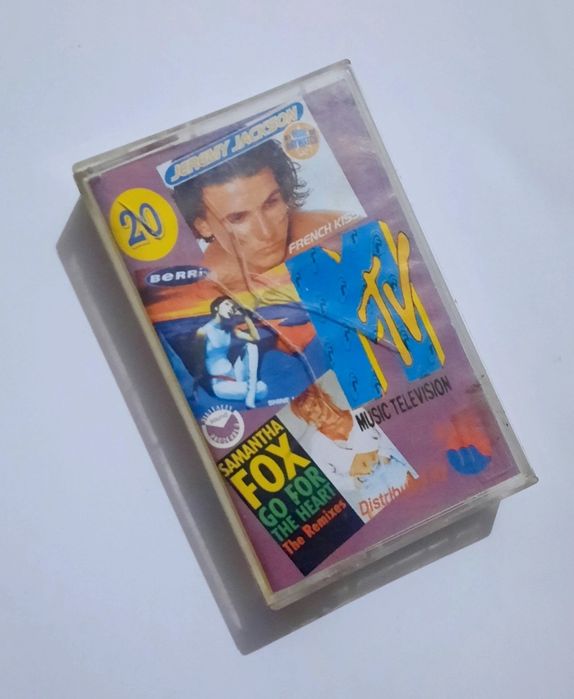 JEREMY JACKSON
20
FRENCH KISS
BERRI
MTV
MUSIC TELEVISION
SAMANTHA
FOX
GO FOR
THE HEART
The Remixes